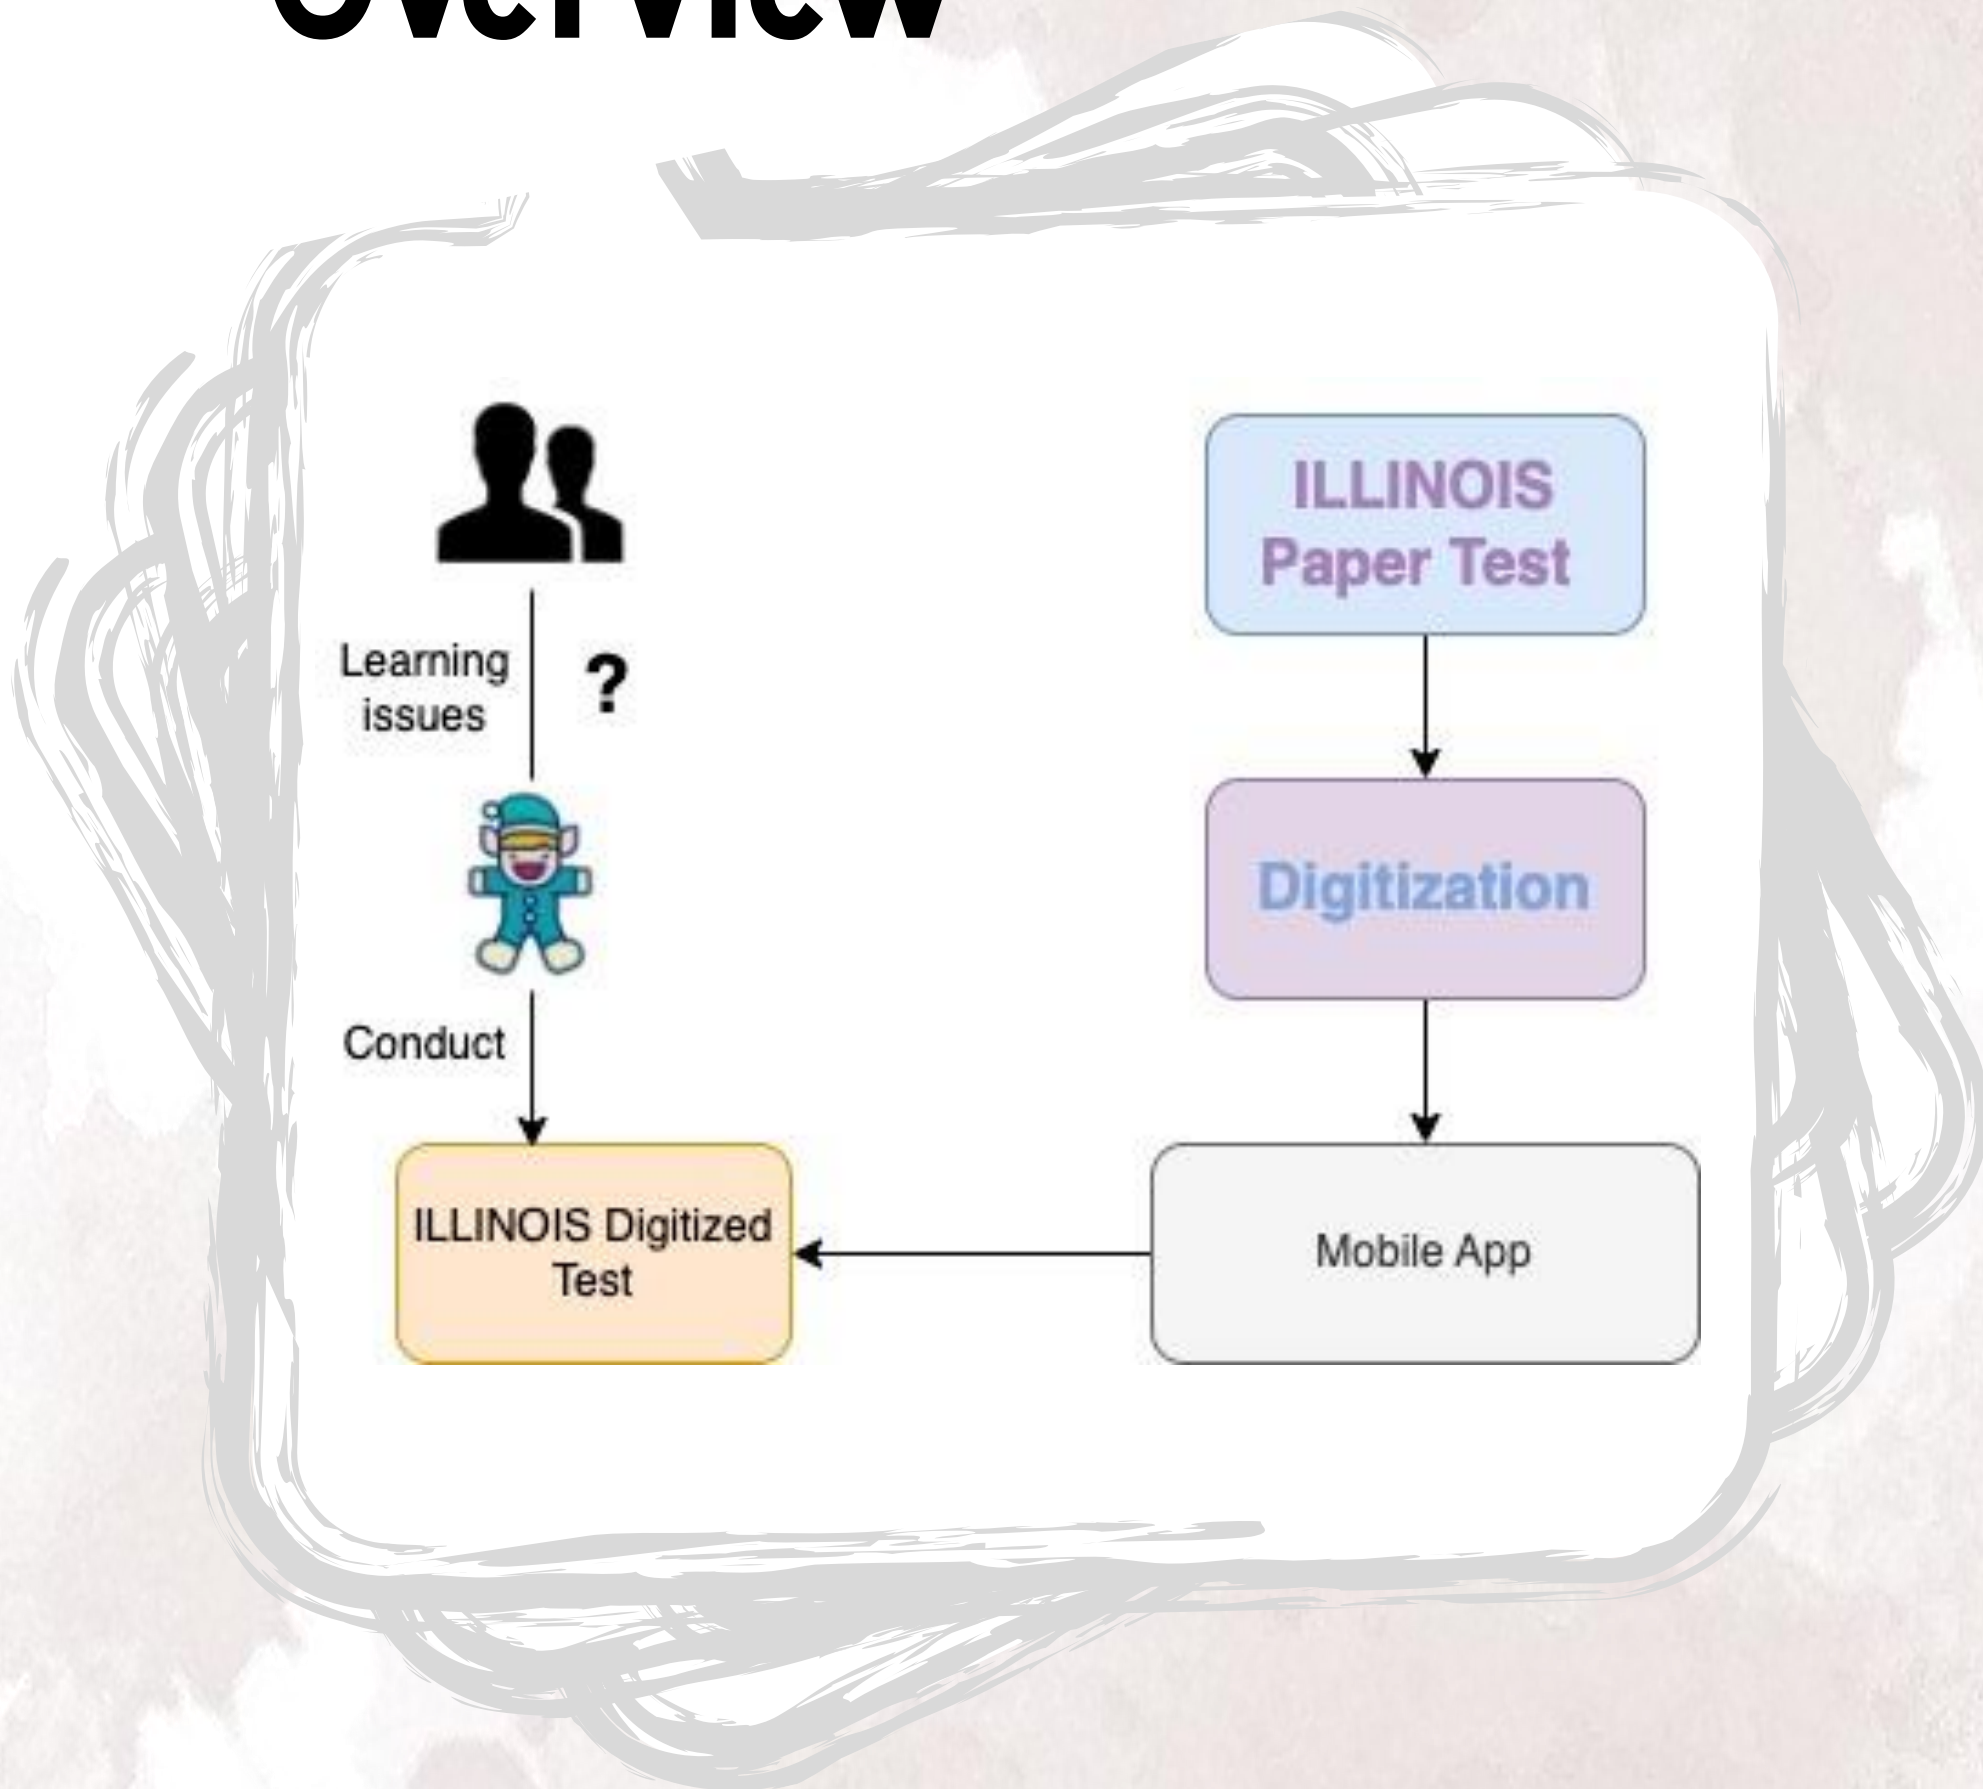 Overview
Learning
issues
?
Conduct
ILLINOIS Digitized
Test
ILLINOIS
Paper Test
Digitization
Mobile App